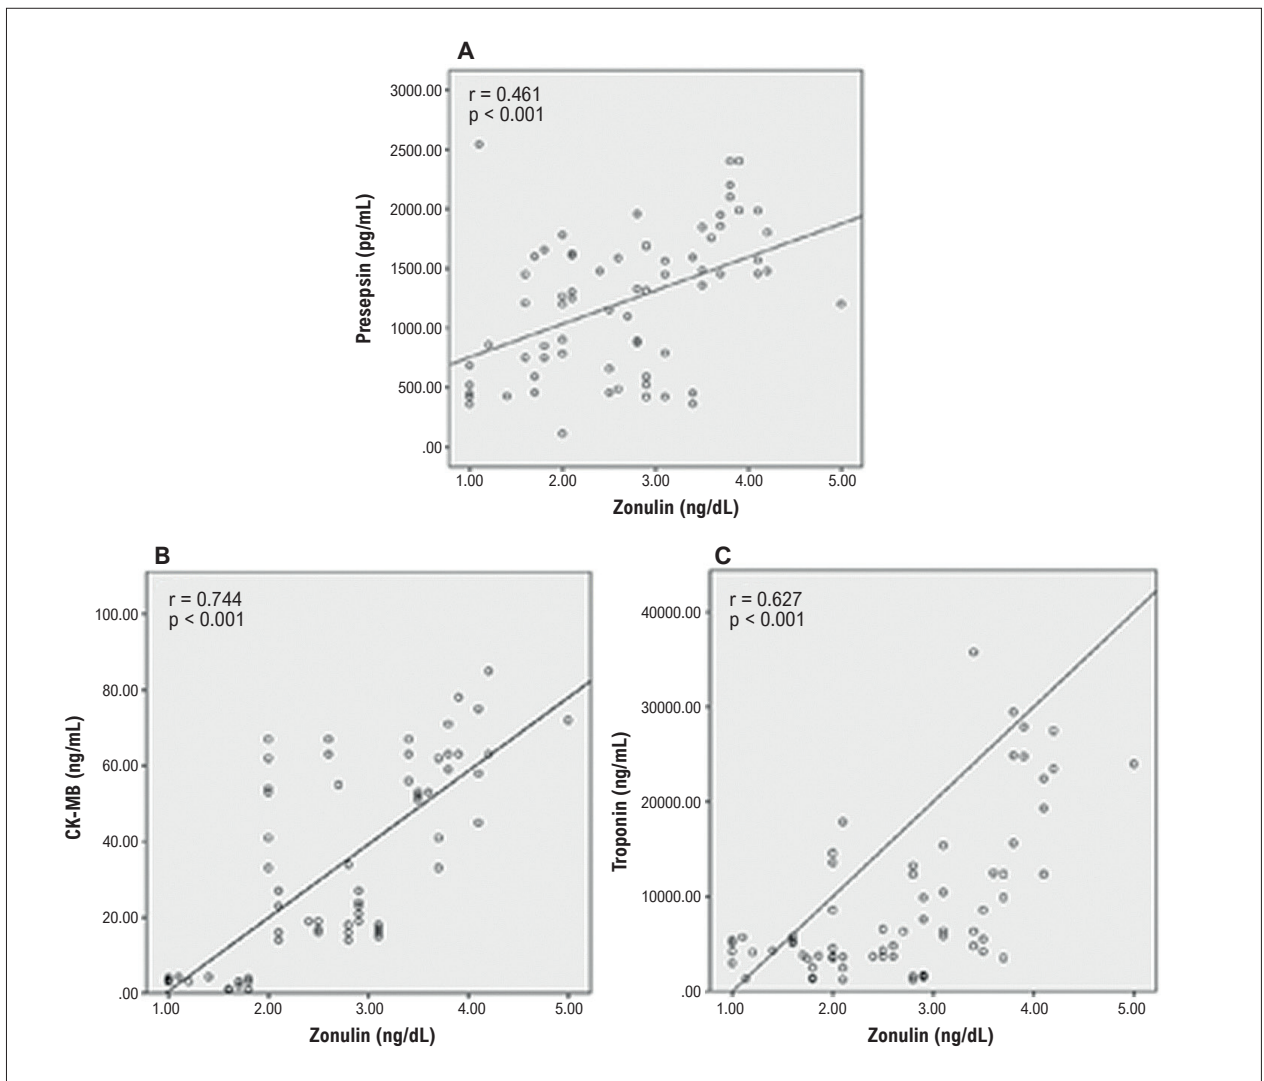 A
r = 0.461
p < 0.001
3000.00
2500.00
2000.00
1500.00
1000.00
500.00
.00
Presepsin (pg/mL)
1.00 2.00 3.00 4.00 5.00
Zonulin (ng/dL)
B
r = 0.744
p < 0.001
100.00
80.00
60.00
40.00
20.00
.00
CK-MB (ng/mL)
1.00 2.00 3.00 4.00 5.00
Zonulin (ng/dL)
C
r = 0.627
p < 0.001
40000.00
30000.00
20000.00
10000.00
.00
Troponin (ng/mL)
1.00 2.00 3.00 4.00 5.00
Zonulin (ng/dL)